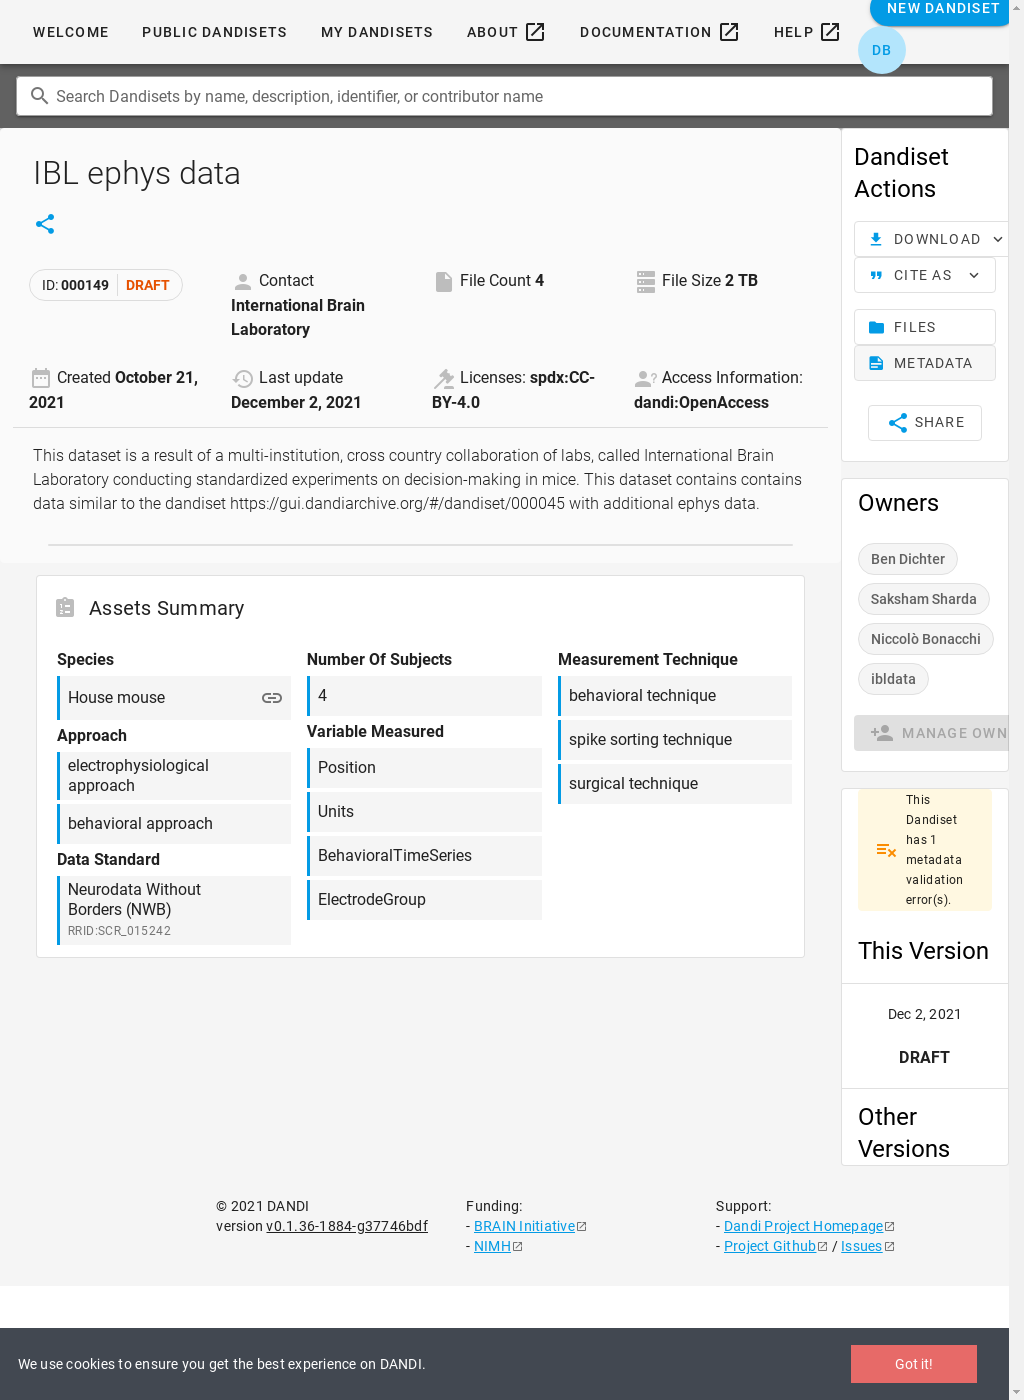 NEW DANDISET
WELCOME PUBLIC DANDISETS MY DANDISETS ABOUT DOCUMENTATION HELP
DB
Search Dandisets by name, description, identifier, or contributor name
IBL ephys data
ID: 000149 DRAFT
Contact
International Brain
Laboratory
File Count 4
File Size 2 TB
Created October 21,
2021
Last update
December 2, 2021
Licenses: spdx:CC-
BY-4.0
Access Information:
dandi:OpenAccess
This dataset is a result of a multi-institution, cross country collaboration of labs, called International Brain
Laboratory conducting standardized experiments on decision-making in mice. This dataset contains contains
data similar to the dandiset https://gui.dandiarchive.org/#/dandiset/000045 with additional ephys data.
Assets Summary
Species
House mouse
Approach
electrophysiological
approach
behavioral approach
Data Standard
Neurodata Without
Borders (NWB)
RRID:SCR_015242
Number Of Subjects
4
Variable Measured
Position
Units
BehavioralTimeSeries
ElectrodeGroup
Measurement Technique
behavioral technique
spike sorting technique
surgical technique
Dandiset
Actions
DOWNLOAD
CITE AS
FILES
METADATA
SHARE
Owners
Ben Dichter
Saksham Sharda
Niccolò Bonacchi
ibldata
MANAGE OWN
This
Dandiset
has 1
metadata
validation
error(s).
This Version
Dec 2, 2021
DRAFT
Other
Versions
© 2021 DANDI
version v0.1.36-1884-g37746bdf
Funding:
- BRAIN Initiative
- NIMH
Support:
- Dandi Project Homepage
- Project Github / Issues
We use cookies to ensure you get the best experience on DANDI.
Got it!